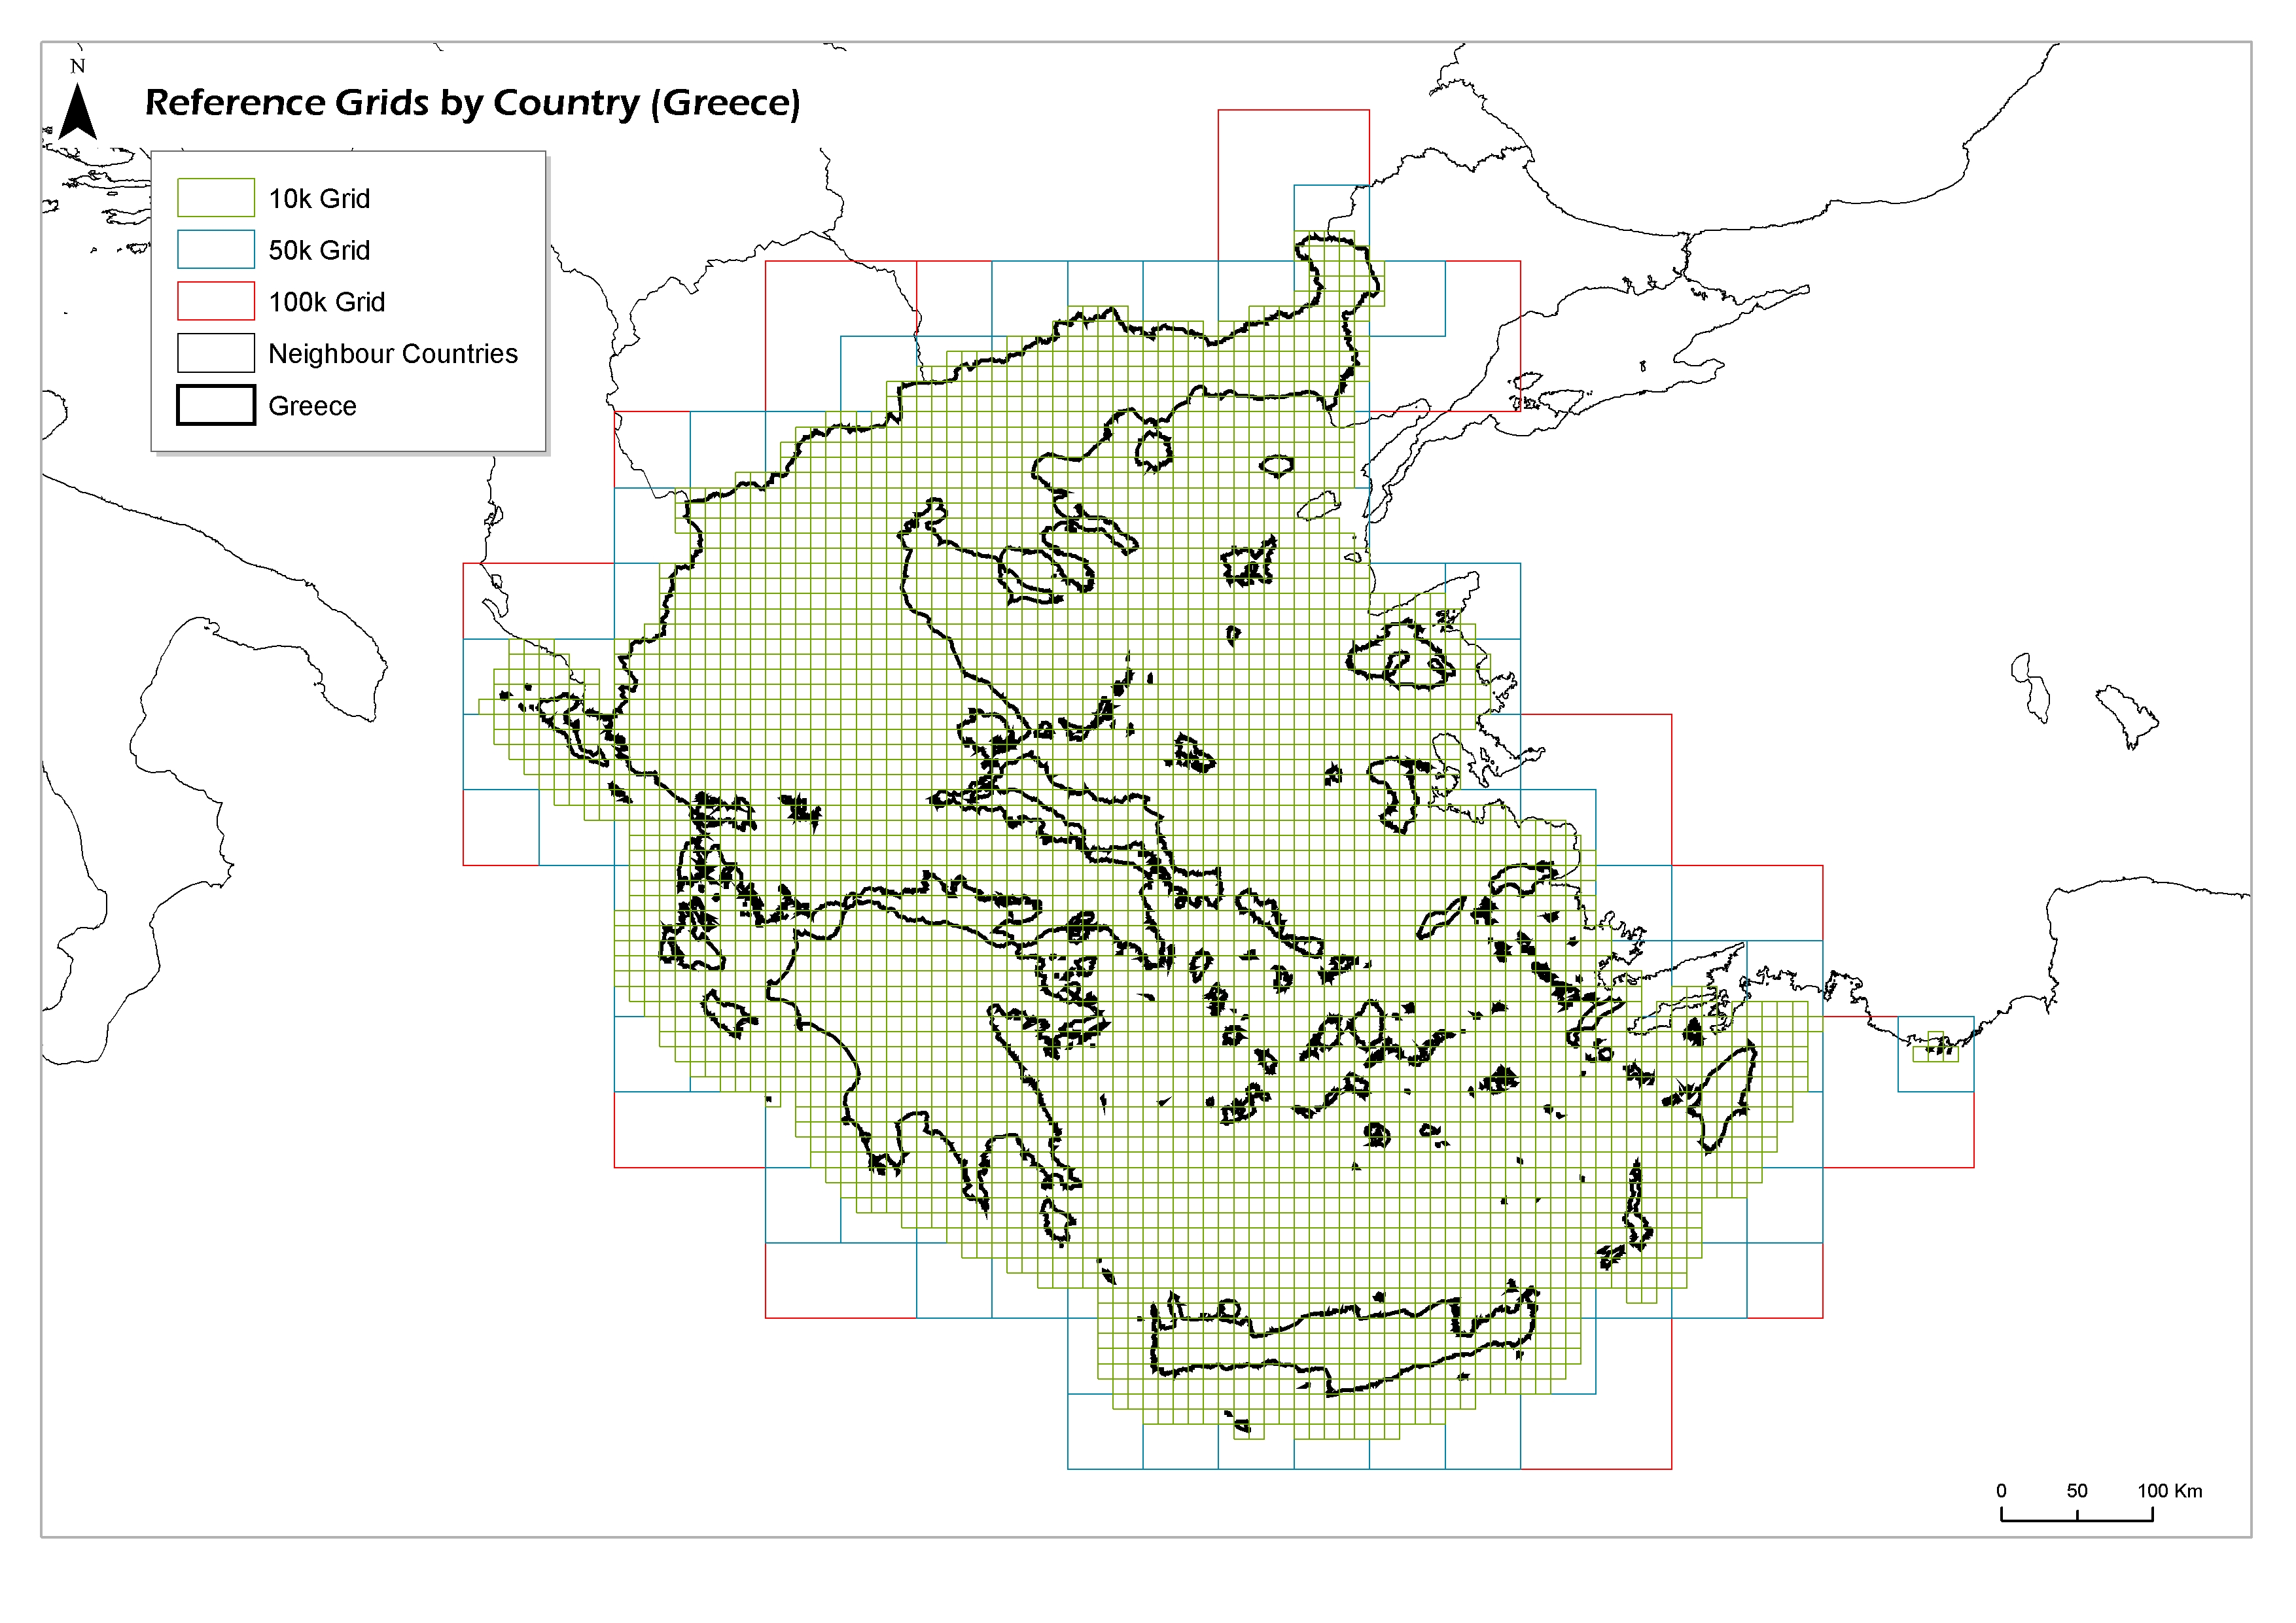 N
Reference Grids by Country (Greece)
10k Grid
50k Grid
100k Grid
Neighbour Countries
Greece
0 50 100 Km